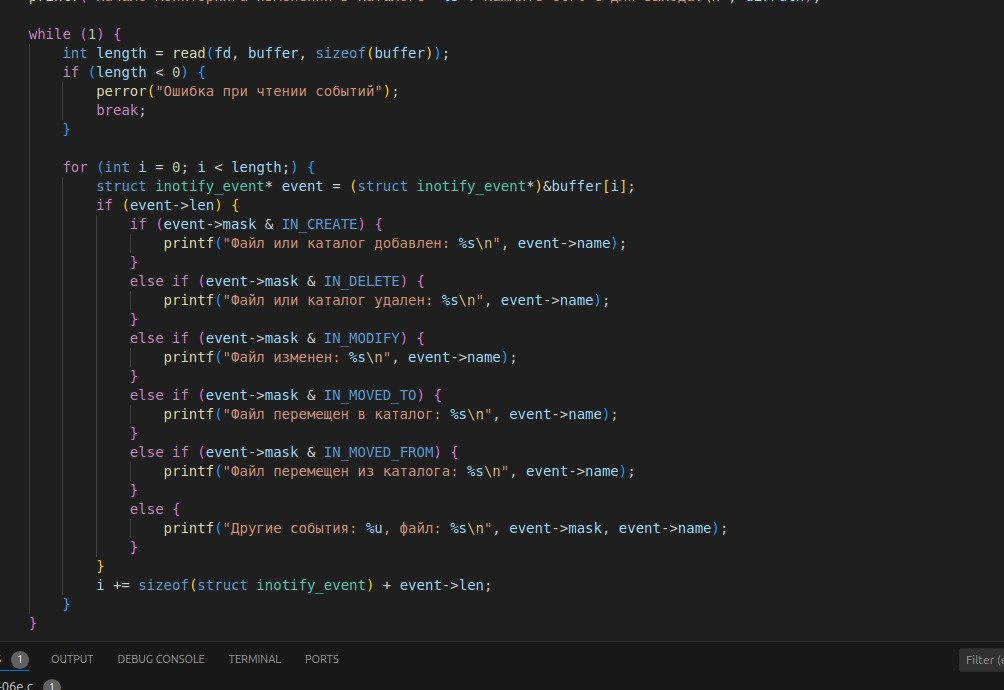 while (1) {
int length = read(fd, buffer, sizeof(buffer));
if (length < 0) {
perror("Ошибка при чтении событий");
break;
}
for (int i = 0; i < length;) {
struct inotify_event* event = (struct inotify_event*)&buffer[i];
if (event->len) {
if (event->mask & IN_CREATE) {
printf("Файл или каталог добавлен: %s\n", event->name);
}
else if (event->mask & IN_DELETE) {
printf("Файл или каталог удален: %s\n", event->name);
}
else if (event->mask & IN_MODIFY) {
printf("Файл изменен: %s\n", event->name);
}
else if (event->mask & IN_MOVED_TO) {
printf("Файл перемещен в каталог: %s\n", event->name);
}
else if (event->mask & IN_MOVED_FROM) {
printf("Файл перемещен из каталога: %s\n", event->name);
}
else {
printf("Другие события: %u, файл: %s\n", event->mask, event->name);
}
}
i += sizeof(struct inotify_event) + event->len;
}
}
1 OUTPUT DEBUG CONSOLE TERMINAL PORTS Filter (e
-06e.c 1